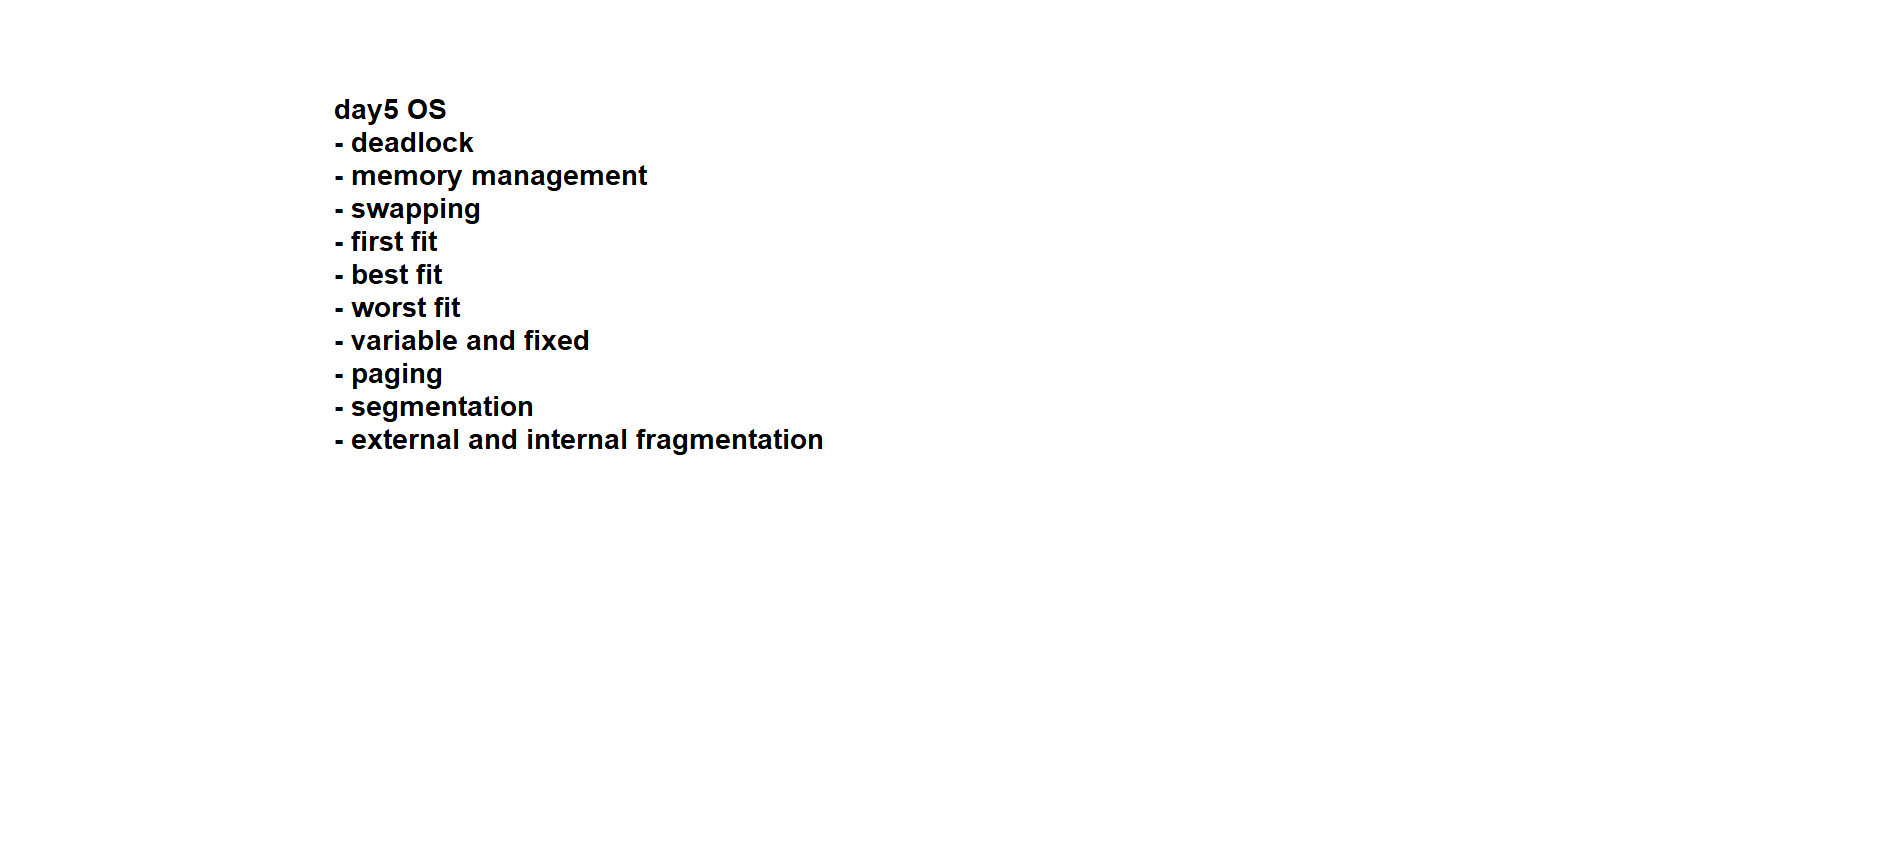 day5 OS
- deadlock
- memory management
- swapping
- first fit
- best fit
- worst fit
- variable and fixed
- paging
- segmentation
- external and internal fragmentation